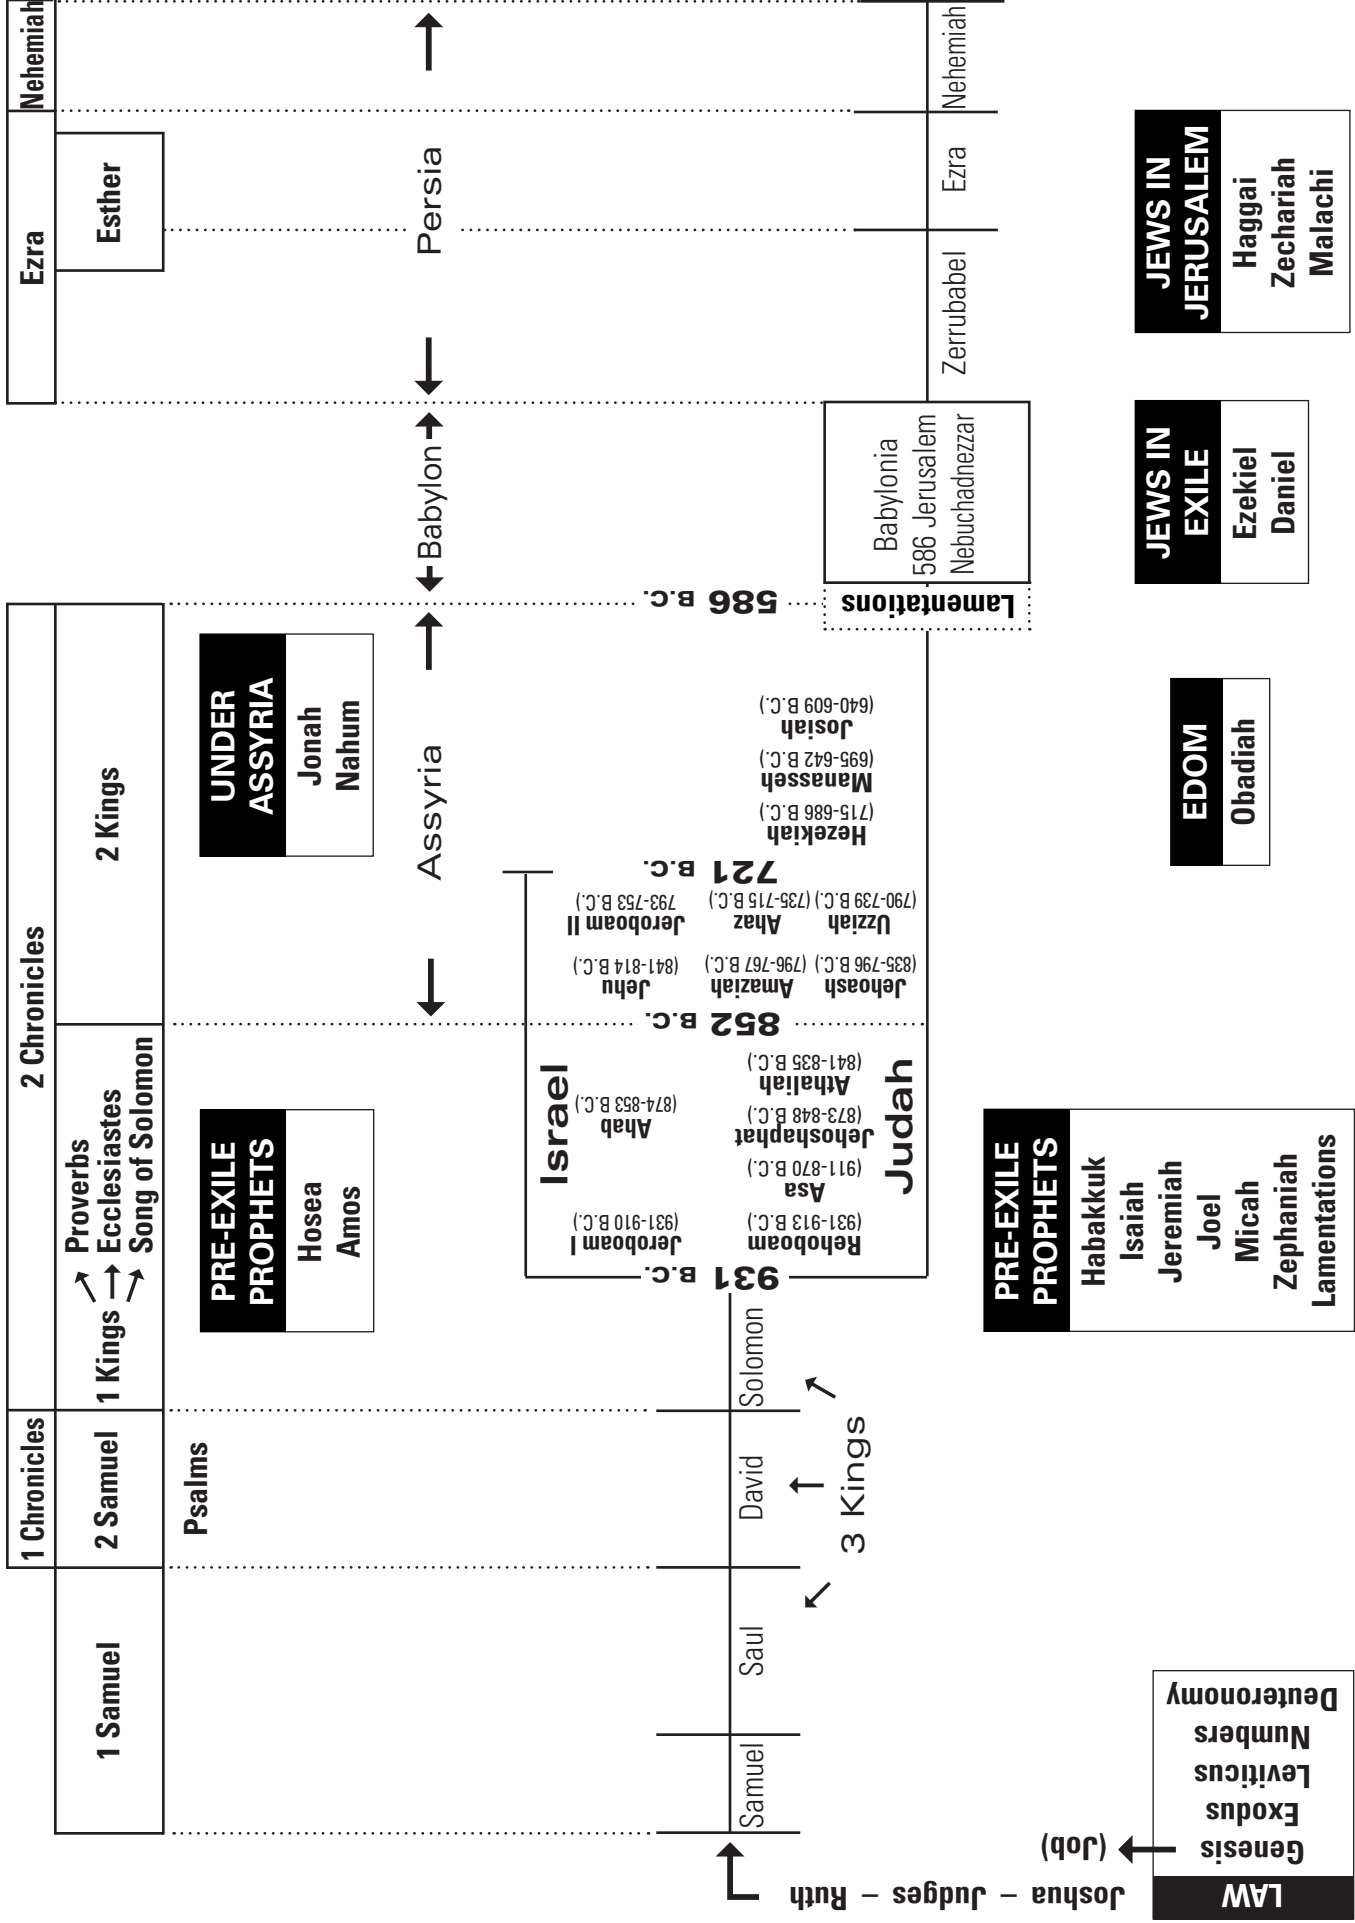 1 Chronicles
2 Chronicles
Ezra
Nehemiah
1 Samuel
2 Samuel
1 Kings
Proverbs
Ecclesiastes
Song of Solomon
2 Kings
Esther
Psalms
PRE-EXILE
PROPHETS
Hosea
Amos
UNDER
ASSYRIA
Jonah
Nahum
Assyria
Babylon
Persia
Israel
Jeroboam I
(931-910 B.C.)
Ahab
(874-853 B.C.)
Jehu
(841-814 B.C.)
Jeroboam II
793-753 B.C.)
931 B.C.
852 B.C.
721 B.C.
586 B.C.
Rehoboam
(931-913 B.C.)
Asa
(911-870 B.C.)
Jehoshaphat
(873-848 B.C.)
Athaliah
(841-835 B.C.)
Amaziah
(796-767 B.C.)
Jehoash
(835-796 B.C.)
Ahaz
(735-715 B.C.)
Uzziah
(790-739 B.C.)
Hezekiah
(715-686 B.C.)
Manasseh
(695-642 B.C.)
Josiah
(640-609 B.C.)
Judah
Samuel
Saul
David
Solomon
3 Kings
Lamentations
Babylonia
586 Jerusalem
Nebuchadnezzar
Zerrubabel
Ezra
Nehemiah
Joshua – Judges – Ruth
(Job)
LAW
Genesis
Exodus
Leviticus
Numbers
Deuteronomy
PRE-EXILE
PROPHETS
Habakkuk
Isaiah
Jeremiah
Joel
Micah
Zephaniah
Lamentations
EDOM
Obadiah
JEWS IN
EXILE
Ezekiel
Daniel
JEWS IN
JERUSALEM
Haggai
Zechariah
Malachi